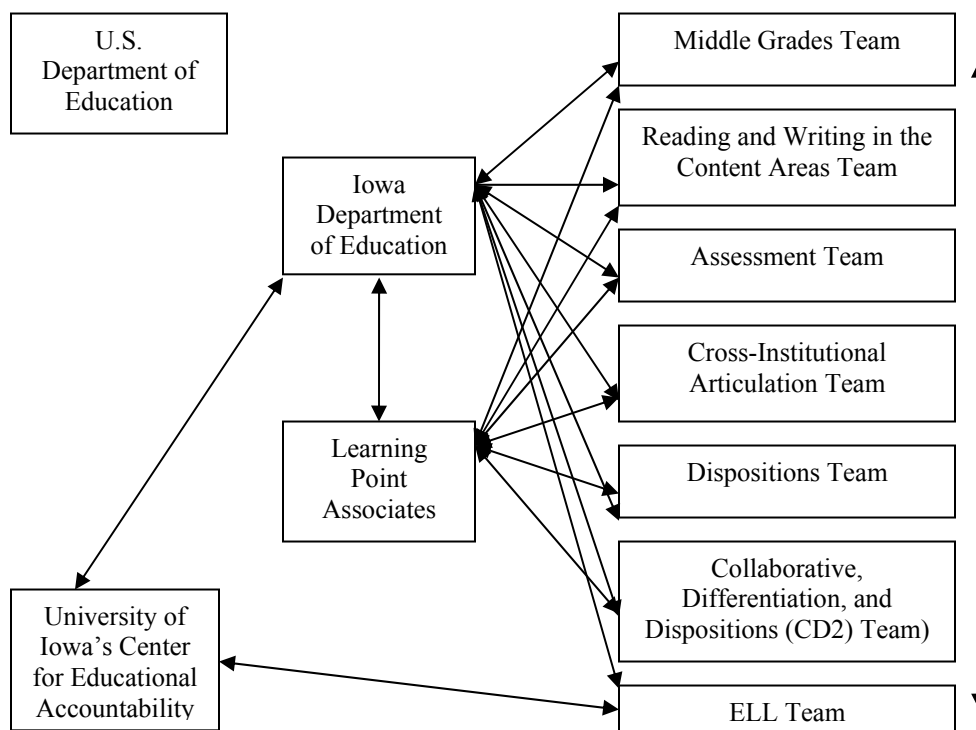 U.S.
Department of
Education
Middle Grades Team
Reading and Writing in the
Content Areas Team
Iowa
Department
of Education
Assessment Team
Cross-Institutional
Articulation Team
Learning
Point
Associates
Dispositions Team
Collaborative,
Differentiation, and
Dispositions (CD2) Team)
University of
Iowa’s Center
for Educational
Accountability
ELL Team